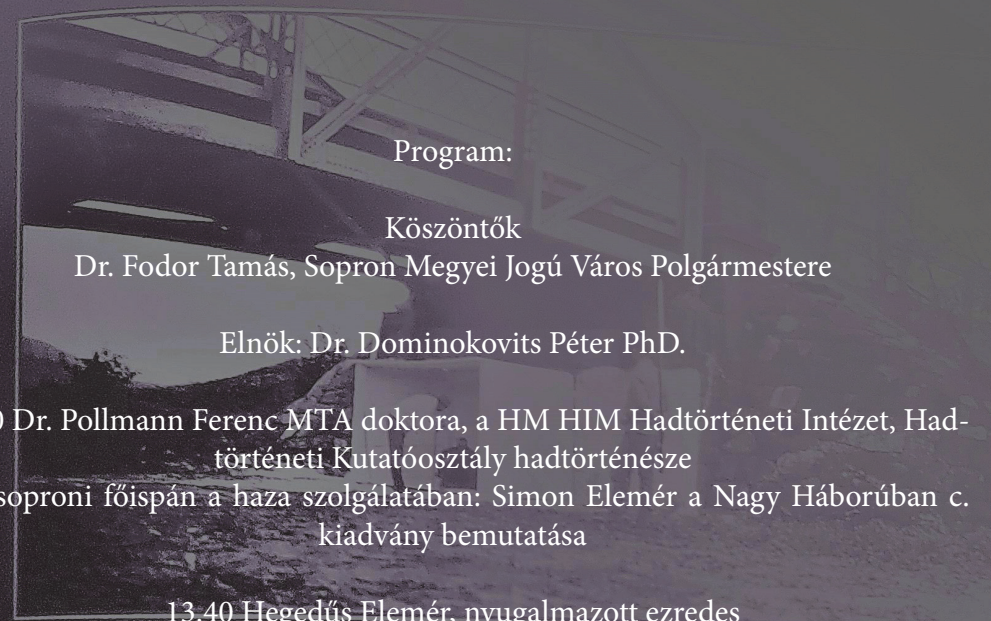 Program:
Köszöntők
Dr. Fodor Tamás, Sopron Megyei Jogú Város Polgármestere
Elnök: Dr. Dominokovits Péter PhD.
Dr. Pollmann Ferenc MTA doktora, a HM HIM Hadtörténeti Intézet, Had-
történeti Kutatóosztály hadtörténésze
soproni főispán a haza szolgálatában: Simon Elemér a Nagy Háborúban c.
kiadvány bemutatása
13.40 Hegedűs Elemér, nyugalmazott ezredes